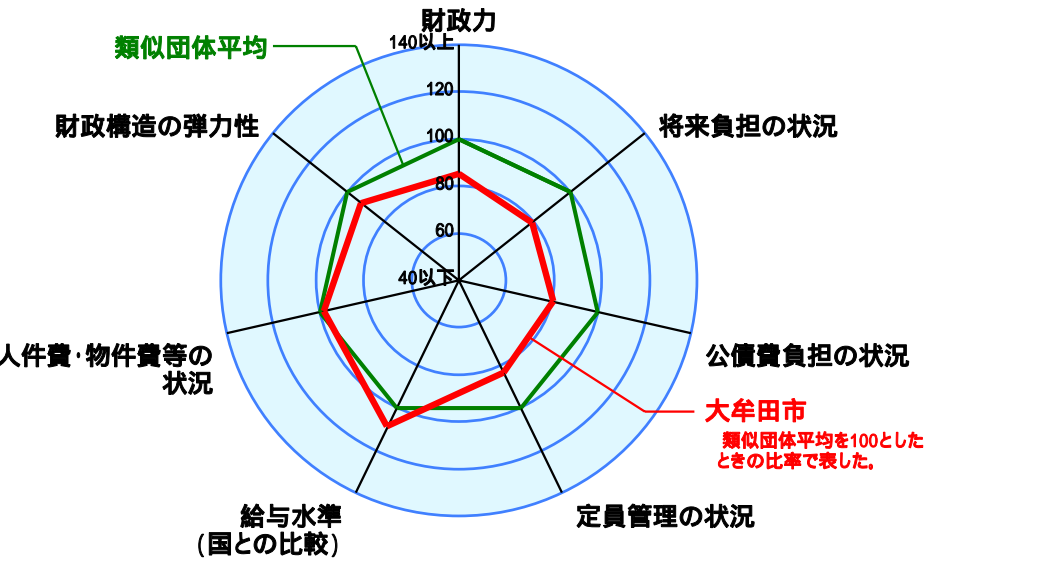 財政力
140以上
類似団体平均
120
財政構造の弾力性
将来負担の状況
100
80
60
40以下
人件費・物件費等の
状況
公債費負担の状況
大牟田市
類似団体平均を100とした
ときの比率で表した。
給与水準
(国との比較)
定員管理の状況